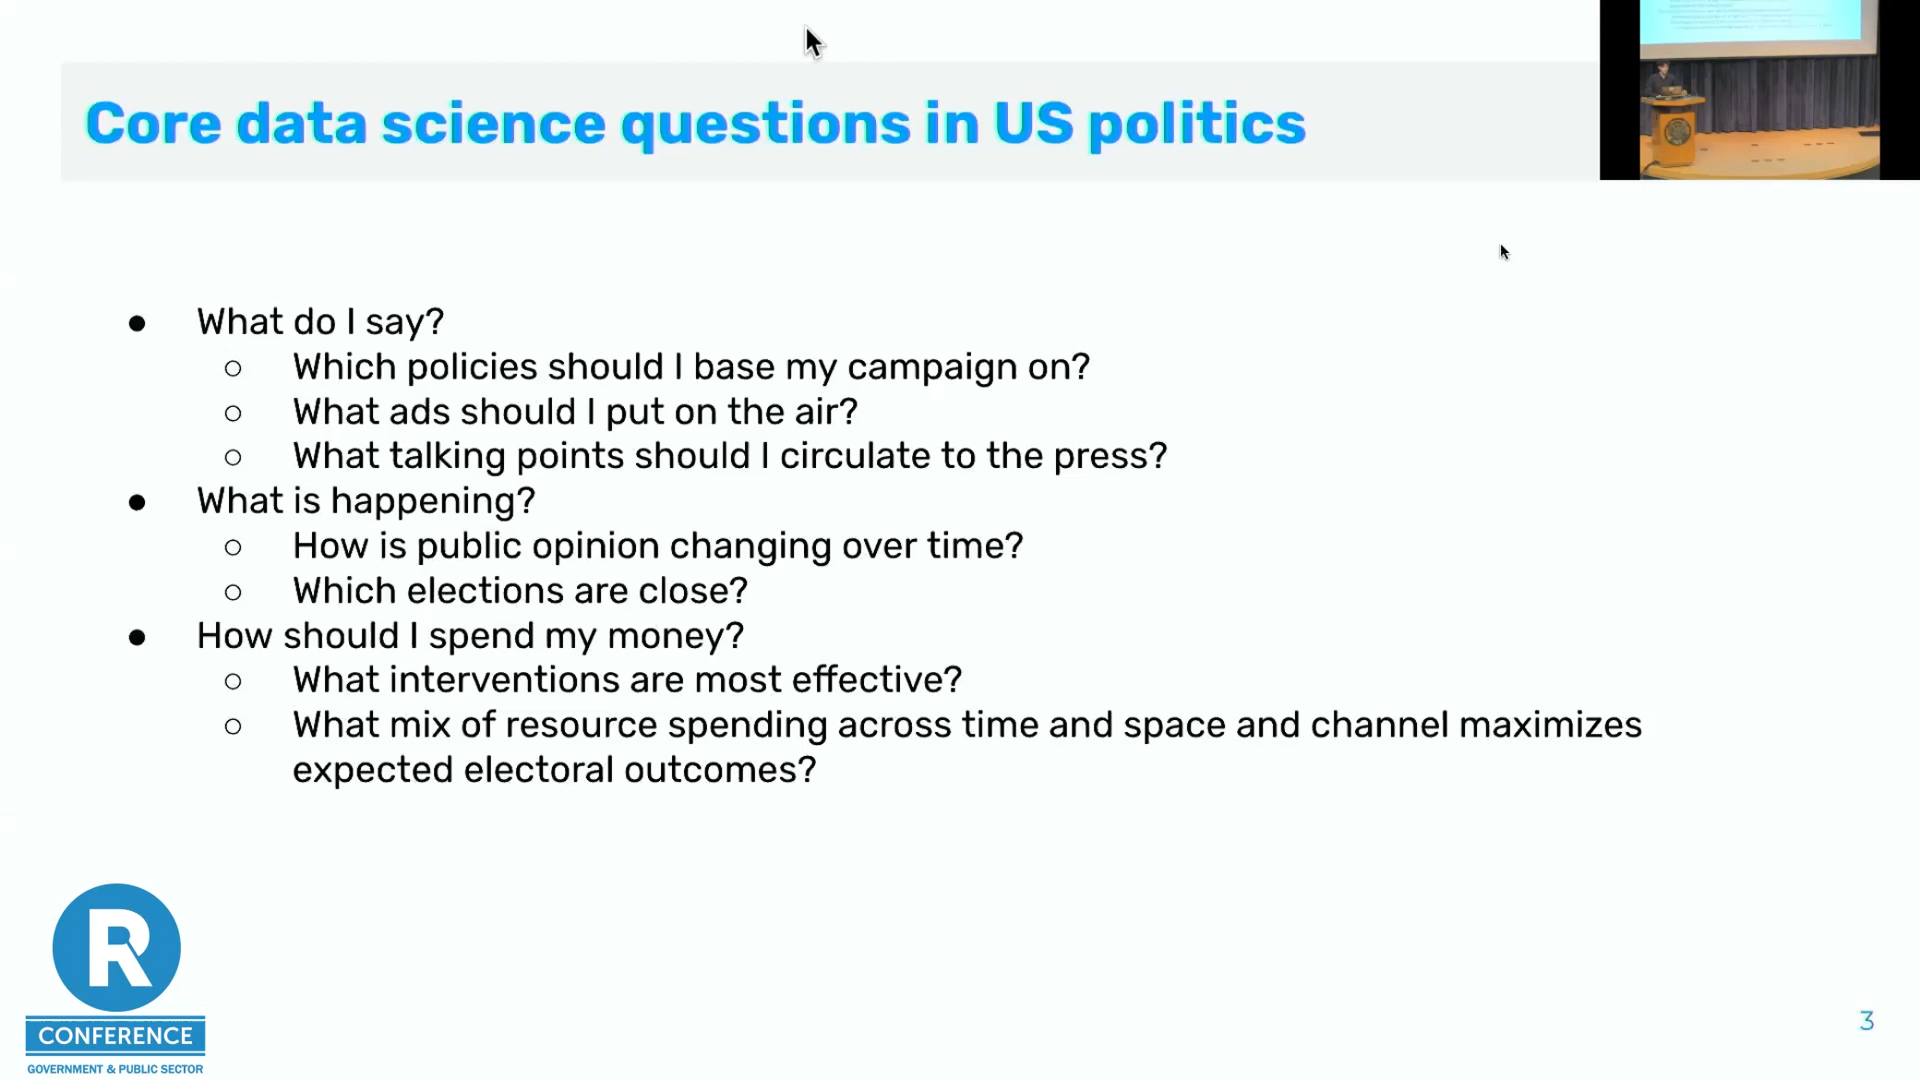 Core data science questions in US politics
● What do I say?
○ Which policies should I base my campaign on?
○ What ads should I put on the air?
○ What talking points should I circulate to the press?
● What is happening?
○ How is public opinion changing over time?
○ Which elections are close?
● How should I spend my money?
○ What interventions are most effective?
○ What mix of resource spending across time and space and channel maximizes
expected electoral outcomes?
R
CONFERENCE
GOVERNMENT & PUBLIC SECTOR
3